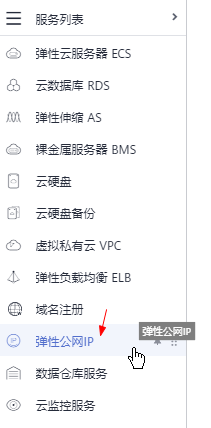 服务列表
弹性云服务器 ECS
云数据库 RDS
弹性伸缩 AS
裸金属服务器 BMS
云硬盘
云硬盘备份
虚拟私有云 VPC
弹性负载均衡 ELB
域名注册
弹性公网IP
弹性公网IP
数据仓库服务
云监控服务